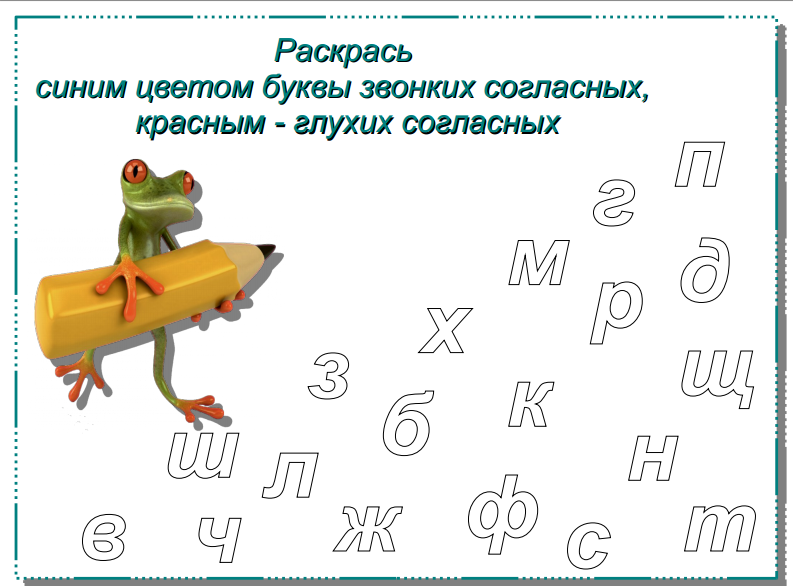 Раскрась
синим цветом буквы звонких согласных,
красным - глухих согласных
п
г
м д
р
х
з щ
б к
ш л н
в ч ж ф с т